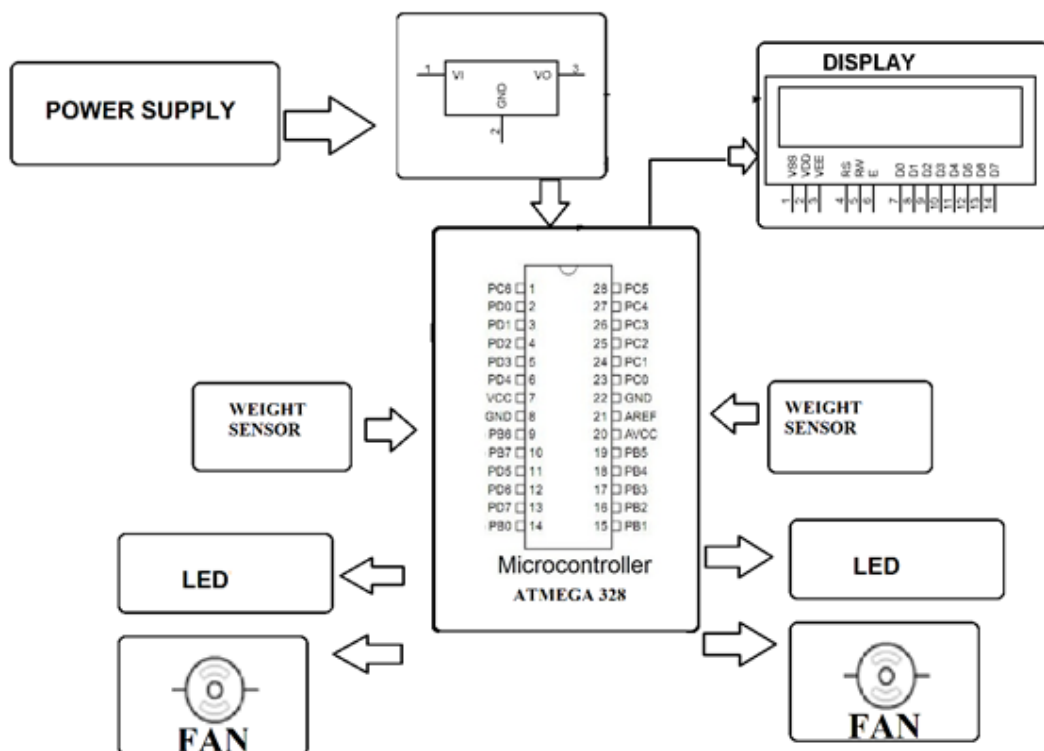 POWER SUPPLY
1 VI VO 3
GND
2
DISPLAY
VSS VDD VEE RS RW E D0 D1 D2 D3 D4 D5 D6 D7
1 2 3 4 5 6 7 8 9 10 11 12 13 14
PC6 1 28 PC5
PD0 2 27 PC4
PD1 3 26 PC3
PD2 4 25 PC2
PD3 5 24 PC1
PD4 6 23 PC0
VCC 7 22 GND
GND 8 21 AREF
PB6 9 20 AVCC
PB7 10 19 PB5
PD5 11 18 PB4
PD6 12 17 PB3
PD7 13 16 PB2
PB0 14 15 PB1
Microcontroller
ATMEGA 328
WEIGHT
SENSOR
WEIGHT
SENSOR
LED
LED
FAN
FAN